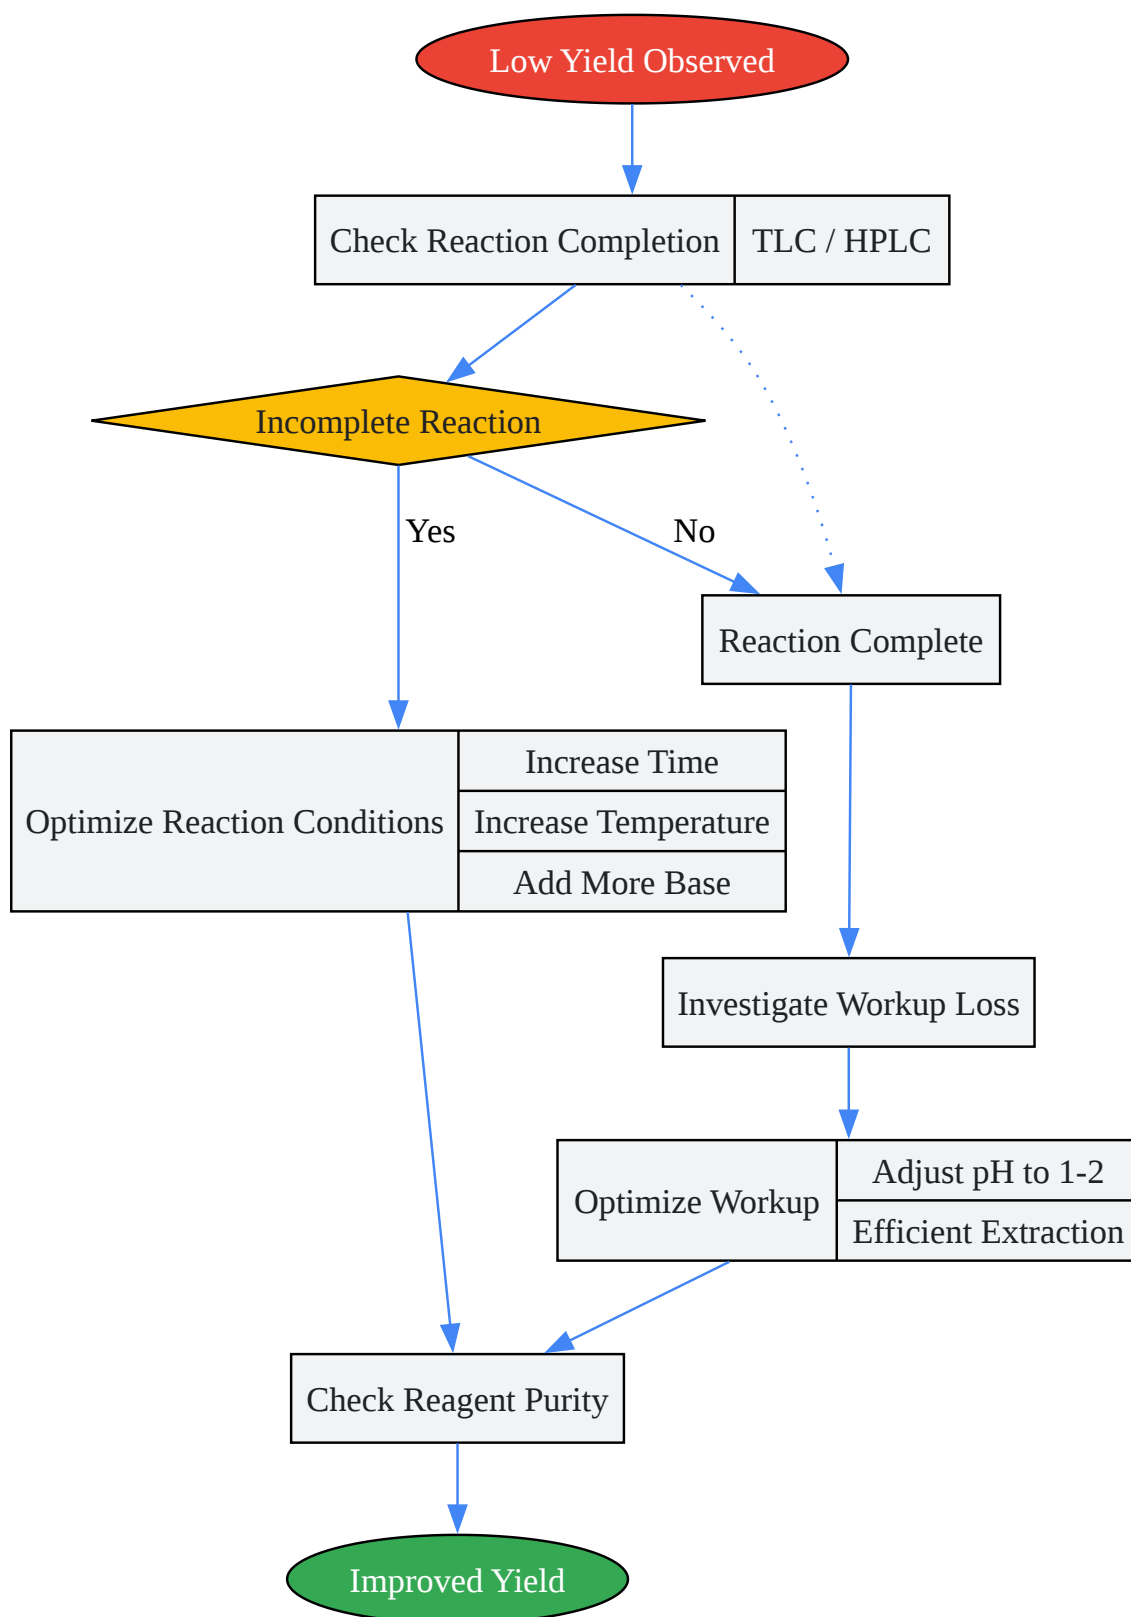 Low Yield Observed
Check Reaction Completion
TLC / HPLC
Incomplete Reaction
Yes
No
Reaction Complete
Optimize Reaction Conditions
Increase Time
Increase Temperature
Add More Base
Investigate Workup Loss
Optimize Workup
Adjust pH to 1-2
Efficient Extraction
Check Reagent Purity
Improved Yield